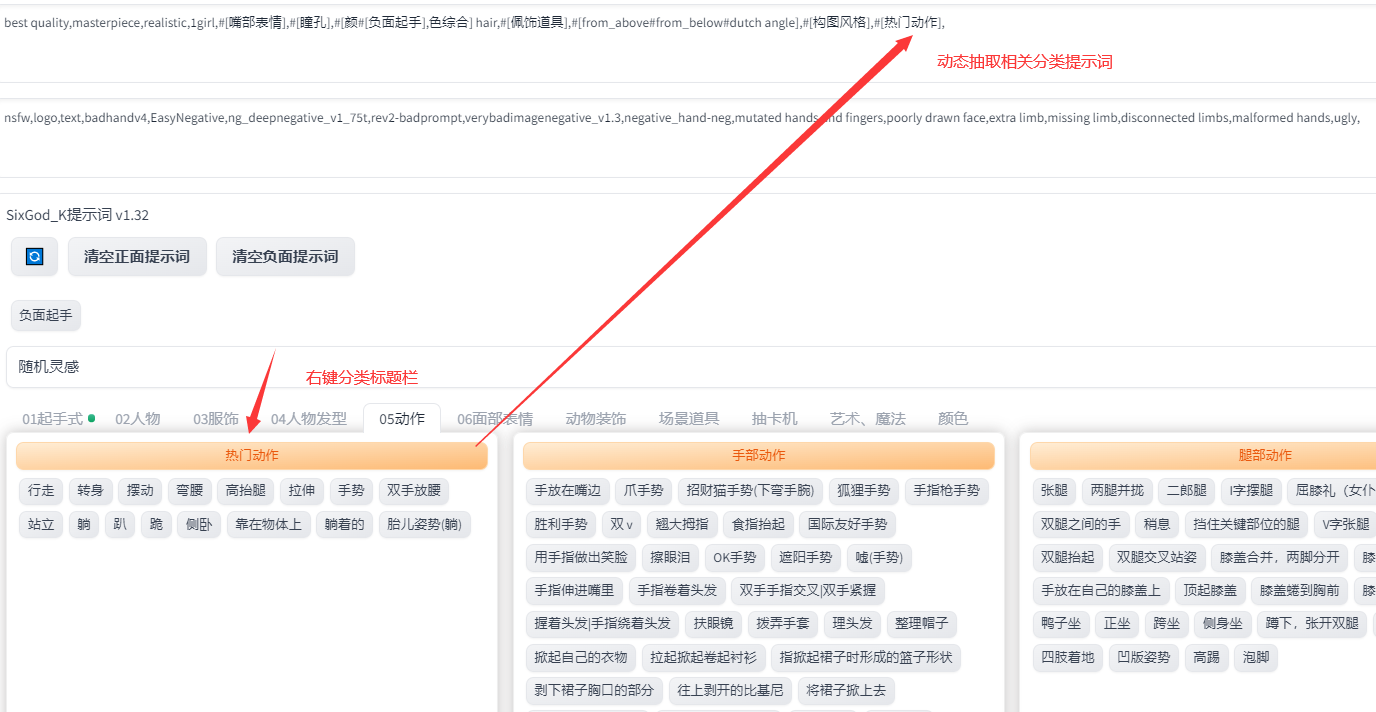 best quality,masterpiece,realistic,1girl,#[嘴部表情],#[瞳孔],#[颜#[负面起手],色综合] hair,#[佩饰道具],#[from_above#from_below#dutch angle],#[构图风格],#[热门动作],
动态抽取相关分类提示词
nsfw,logo,text,badhandv4,EasyNegative,ng_deepnegative_v1_75t,rev2-badprompt,verybadimagenegative_v1.3,negative_hand-neg,mutated hands and fingers,poorly drawn face,extra limb,missing limb,disconnected limbs,malformed hands,ugly,
SixGod_K提示词 v1.32
清空正面提示词 清空负面提示词
负面起手
随机灵感
右键分类标题栏
01起手式 02人物 03服饰 04人物发型 05动作 06面部表情 动物装饰 场景道具 抽卡机 艺术、魔法 颜色
热门动作
行走 转身 摆动 弯腰 高抬腿 拉伸 手势 双手放腰
站立 躺 趴 跪 侧卧 靠在物体上 躺着的 胎儿姿势(躺)
手部动作
手放在嘴边 爪手势 招财猫手势(下弯手腕) 狐狸手势 手指枪手势
胜利手势 双 v 翘大拇指 食指抬起 国际友好手势
用手指做出笑脸 擦眼泪 OK手势 遮阳手势 嘘(手势)
手指伸进嘴里 手指卷着头发 双手手指交叉|双手紧握
握着头发|手指绕着头发 扶眼镜 拨弄手套 理头发 整理帽子
掀起自己的衣物 拉起掀起卷起衬衫 指掀起裙子时形成的篮子形状
剥下裙子胸口的部分 往上剥开的比基尼 将裙子掀上去
腿部动作
张腿 两腿并拢 二郎腿 I字摆腿 屈膝礼（女仆
双腿之间的手 稍息 挡住关键部位的腿 V字张腿
双腿抬起 双腿交叉站姿 膝盖合并，两脚分开 膝
手放在自己的膝盖上 顶起膝盖 膝盖蜷到胸前 膝
鸭子坐 正坐 跨坐 侧身坐 蹲下，张开双腿
四肢着地 凹版姿势 高踢 泡脚